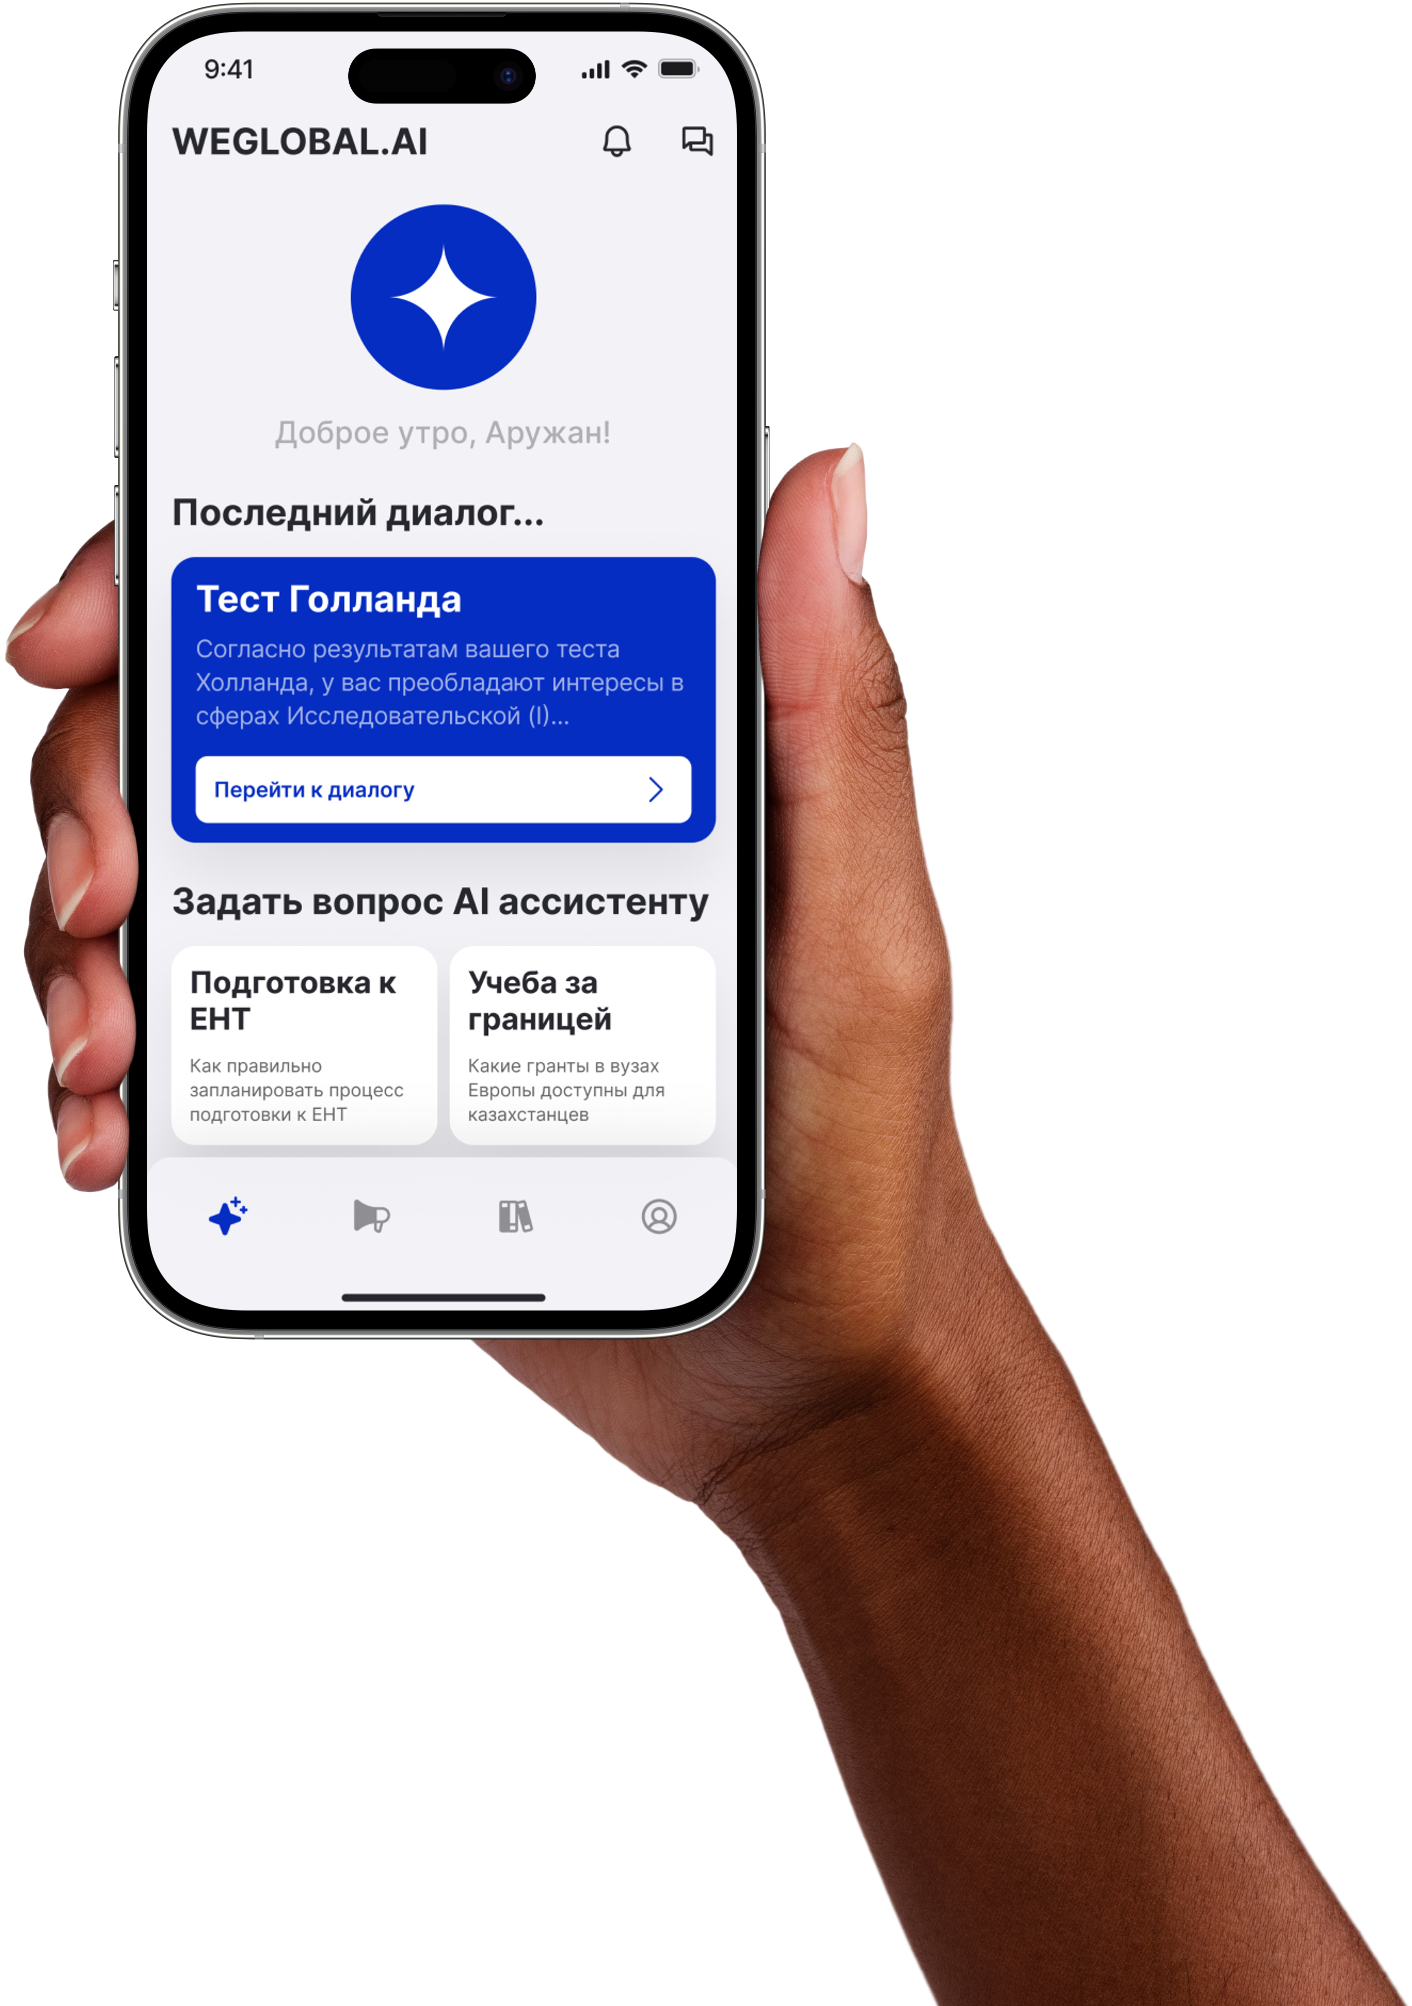 9:41
WEGLOBAL.AI
Доброе утро, Аружан!
Последний диалог...
Тест Голланда
Согласно результатам вашего теста
Холланда, у вас преобладают интересы в
сферах Исследовательской (I)...
Перейти к диалогу
Задать вопрос AI ассистенту
Подготовка к
ЕНТ
Как правильно
запланировать процесс
подготовки к ЕНТ
Учеба за
границей
Какие гранты в вузах
Европы доступны для
казахстанцев